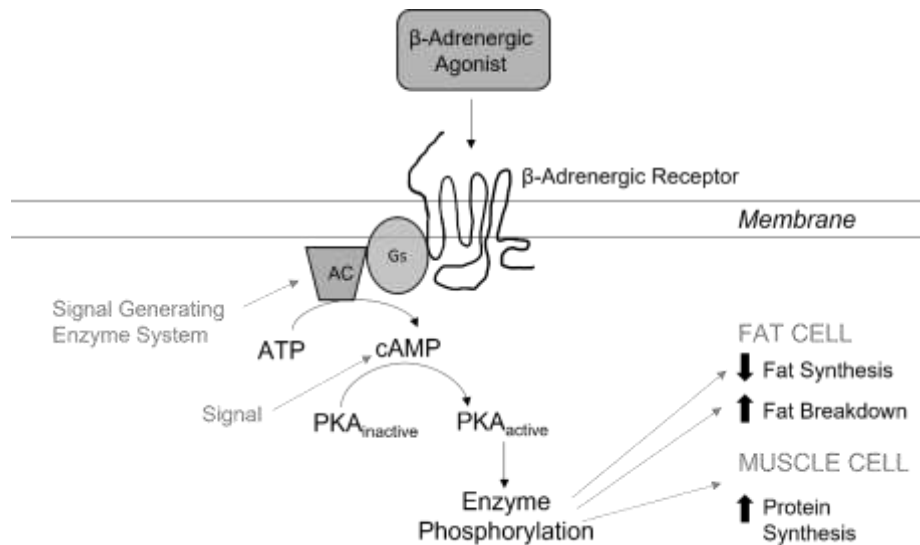 β-Adrenergic
Agonist
β-Adrenergic Receptor
Membrane
Gs
AC
Signal Generating
Enzyme System
ATP
cAMP
Signal
PKAinactive
PKAactive
Enzyme
Phosphorylation
FAT CELL
Fat Synthesis
Fat Breakdown
MUSCLE CELL
Protein
Synthesis